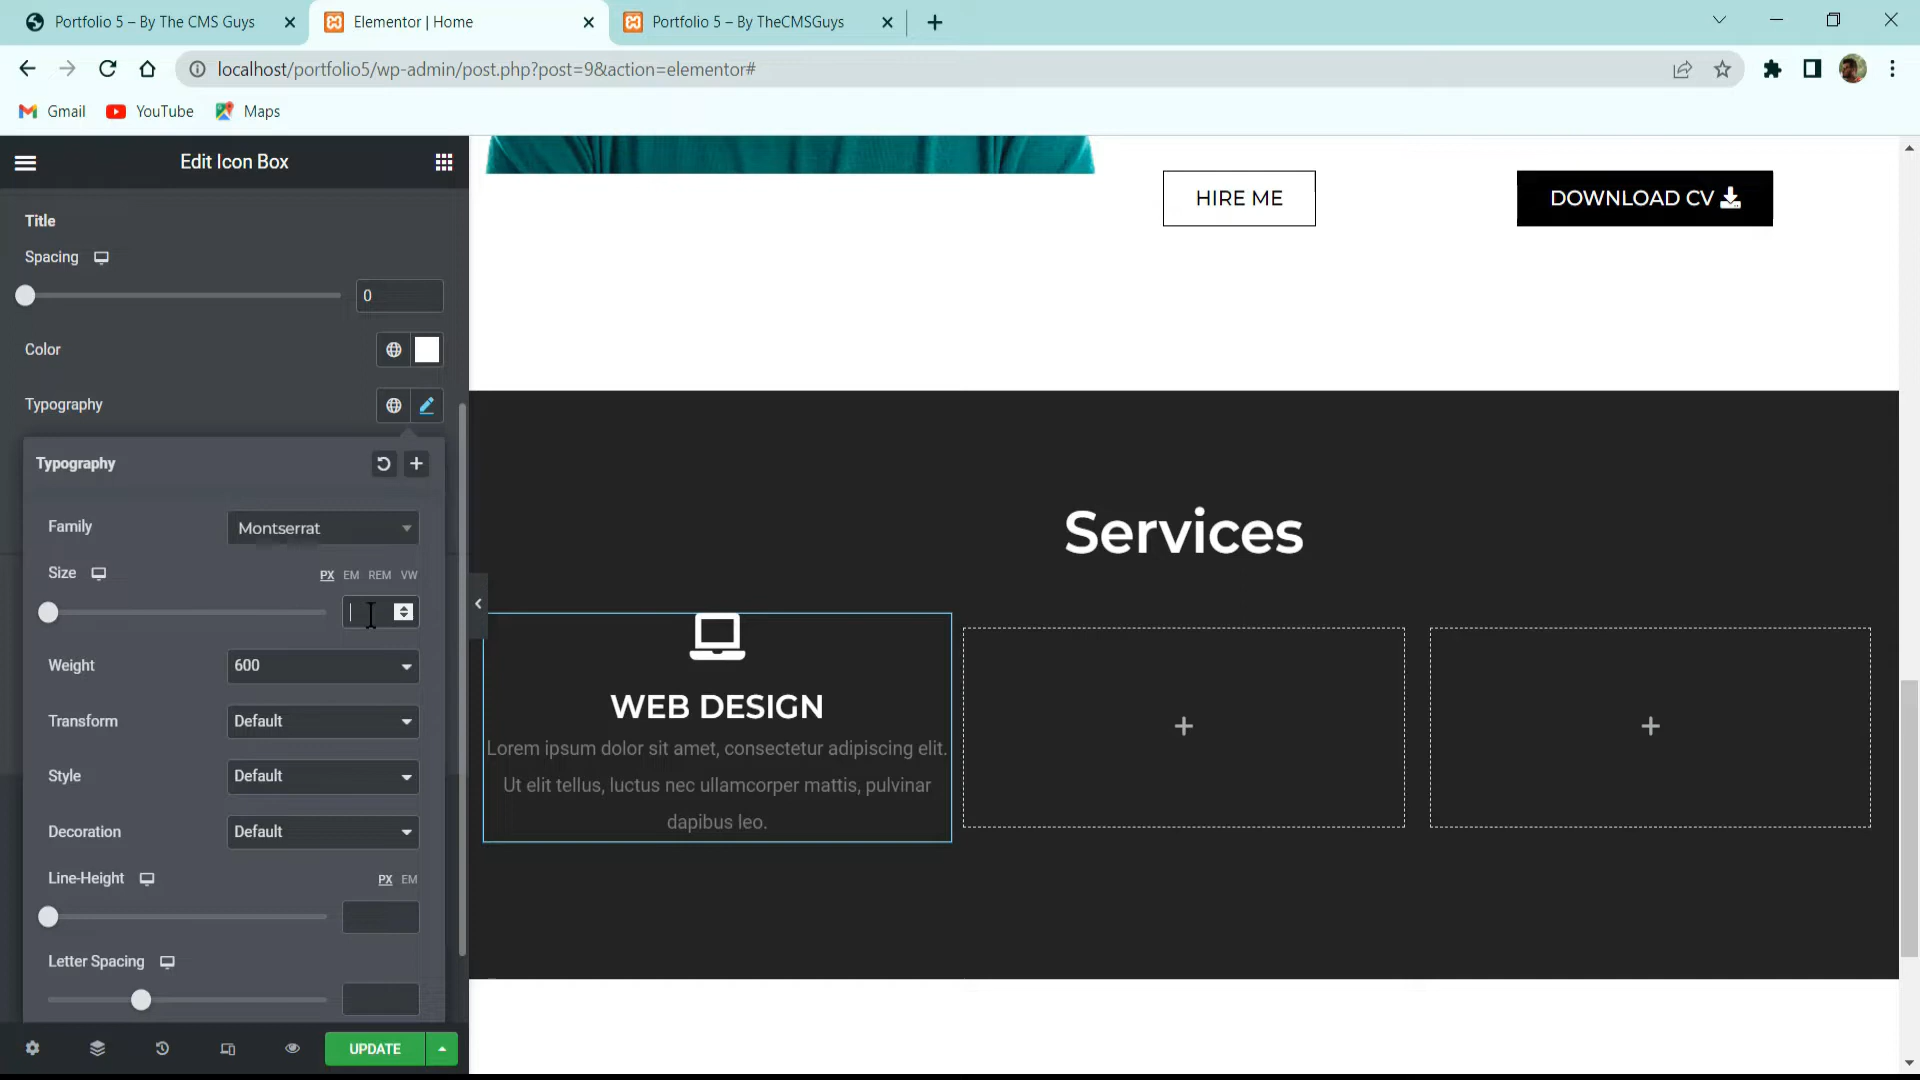 Portfolio 5 – By The CMS Guys
Elementor | Home
Portfolio 5 – By TheCMSGuys
localhost/portfolio5/wp-admin/post.php?post=9&action=elementor#
Gmail
YouTube
Maps
Edit Icon Box
Title
Spacing
0
Color
Typography
Typography
Family
Montserrat
Size
PX EM REM VW
Weight
600
Transform
Default
Style
Default
Decoration
Default
Line-Height
PX EM
Letter Spacing
UPDATE
HIRE ME
DOWNLOAD CV
Services
WEB DESIGN
Lorem ipsum dolor sit amet, consectetur adipiscing elit.
Ut elit tellus, luctus nec ullamcorper mattis, pulvinar
dapibus leo.